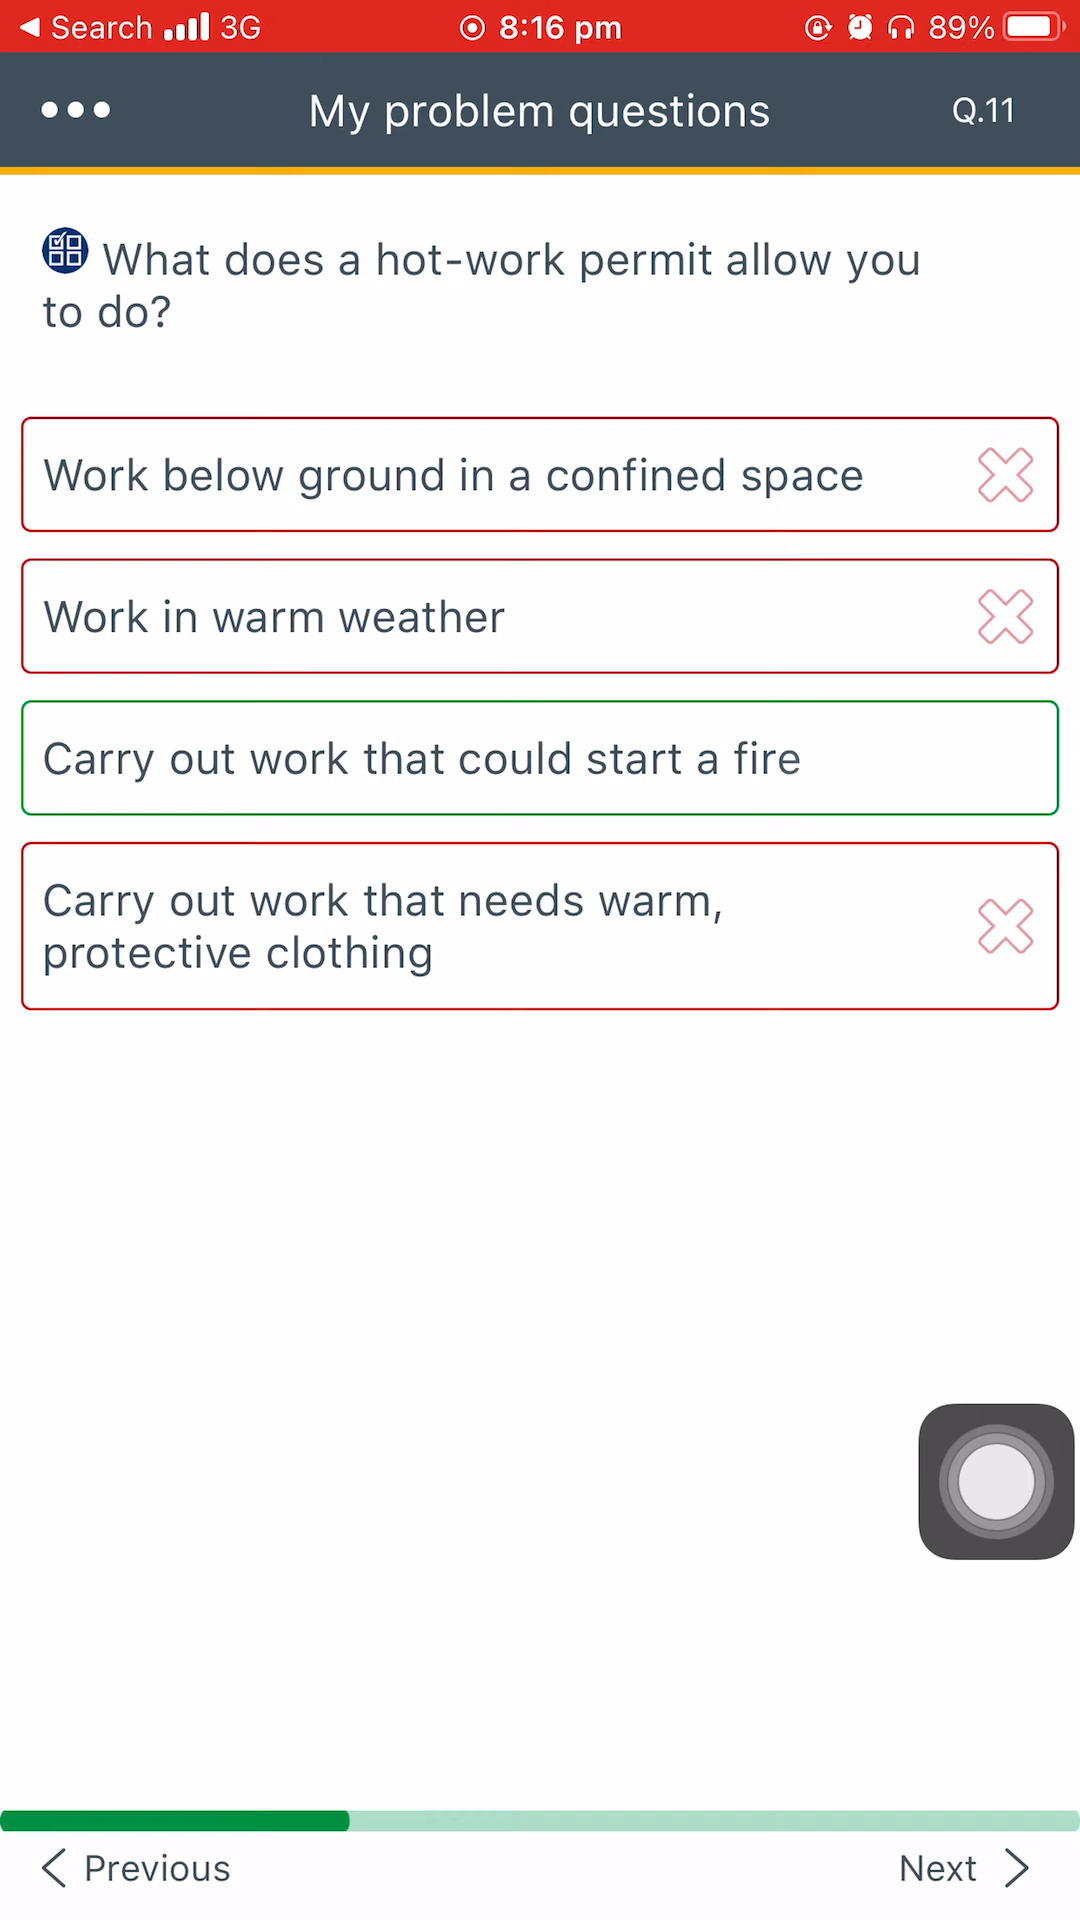 Search 3G 8:16 pm 89%
My problem questions Q.11
What does a hot-work permit allow you
to do?
Work below ground in a confined space
Work in warm weather
Carry out work that could start a fire
Carry out work that needs warm,
protective clothing
Previous Next